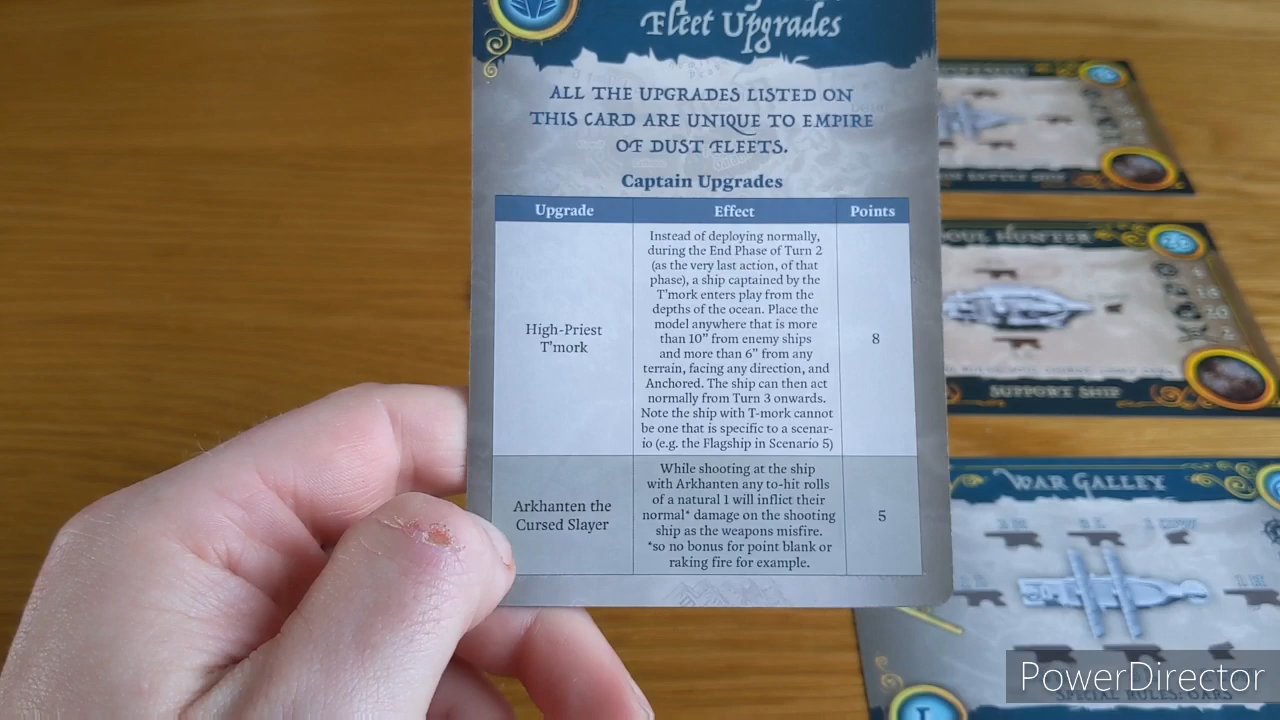 Fleet Upgrades
ALL THE UPGRADES LISTED ON
THIS CARD ARE UNIQUE TO EMPIRE
OF DUST FLEETS.
Captain Upgrades
Upgrade Effect Points
High-Priest
T'mork
Instead of deploying normally,
during the End Phase of Turn 2
(as the very last action, of that
phase), a ship captained by the
T'mork enters play from the
depths of the ocean. Place the
model anywhere that is more
than 10" from enemy ships
and more than 6" from any
terrain, facing any direction, and
Anchored. The ship can then act
normally from Turn 3 onwards.
Note the ship with T-mork cannot
be one that is specific to a scenar-
io (e.g. the Flagship in Scenario 5)
8
Arkhanten the
Cursed Slayer
While shooting at the ship
with Arkhanten any to-hit rolls
of a natural 1 will inflict their
normal* damage on the shooting
ship as the weapons misfire.
*so no bonus for point blank or
raking fire for example.
5
HUNTER
SUPPORT SHIP
WAR GALLEY
SPECIAL RULES: OARS
PowerDirector